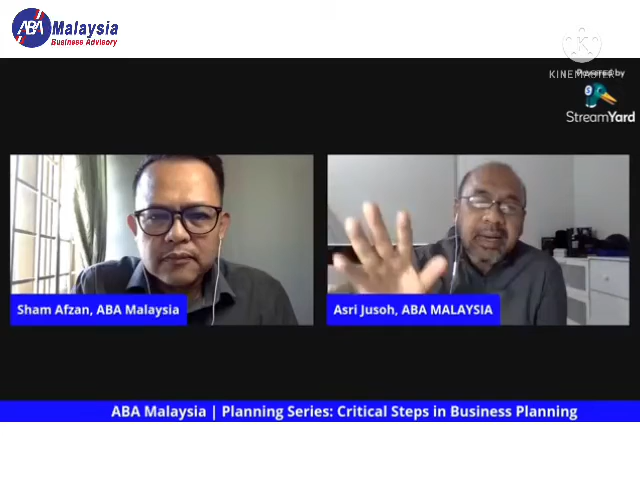 ABA Malaysia
Business Advisory
KINEMASTER
Powered by
StreamYard
Sham Afzan, ABA Malaysia
Asri Jusoh, ABA MALAYSIA
ABA Malaysia | Planning Series: Critical Steps in Business Planning